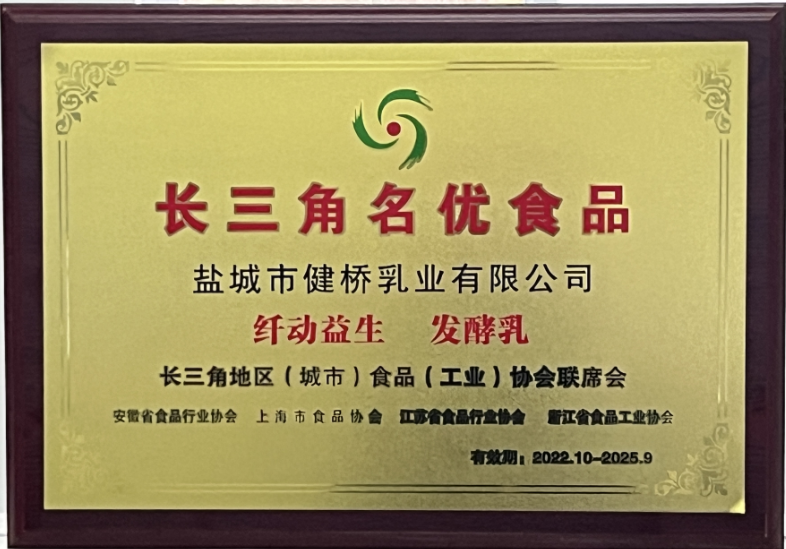 长三角名优食品
盐城市健桥乳业有限公司
纤动益生 发酵乳
长三角地区（城市）食品（工业）协会联席会
安徽省食品行业协会 上海市食品协会 江苏省食品行业协会 浙江省食品工业协会
有效期：2022.10-2025.9